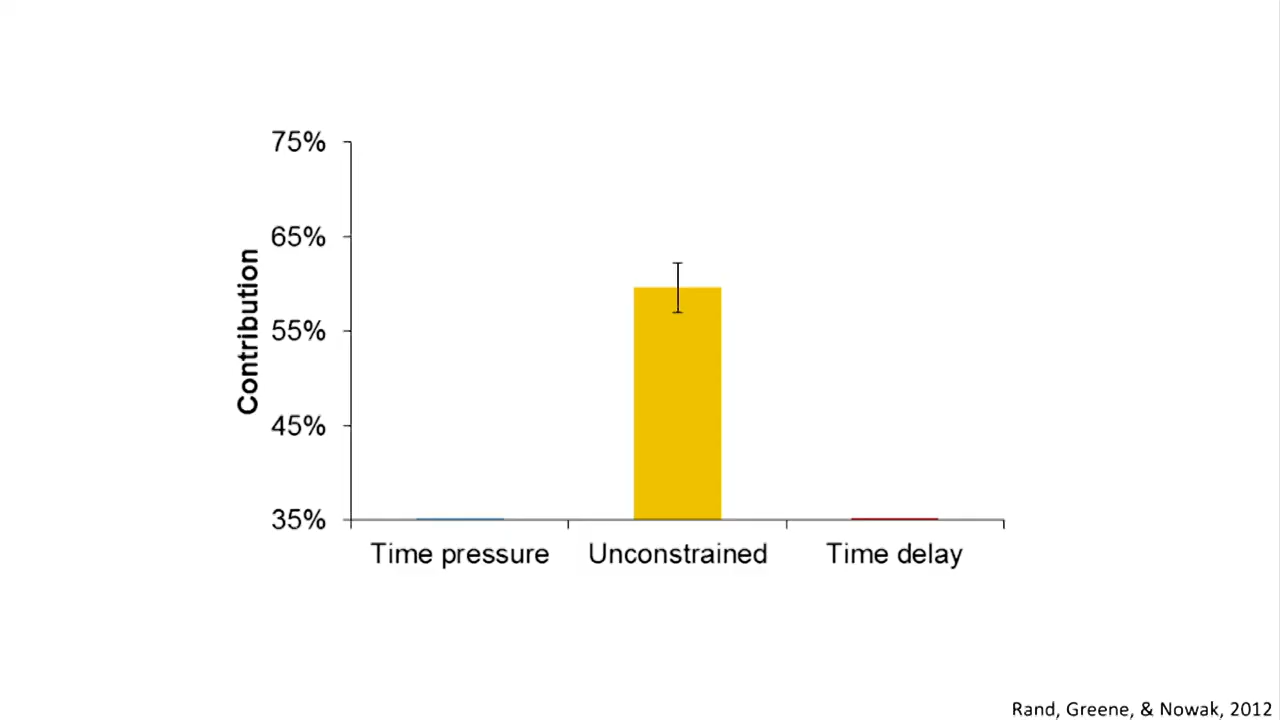 75%
65%
55%
45%
35%
Contribution
Time pressure
Unconstrained
Time delay
Rand, Greene, & Nowak, 2012